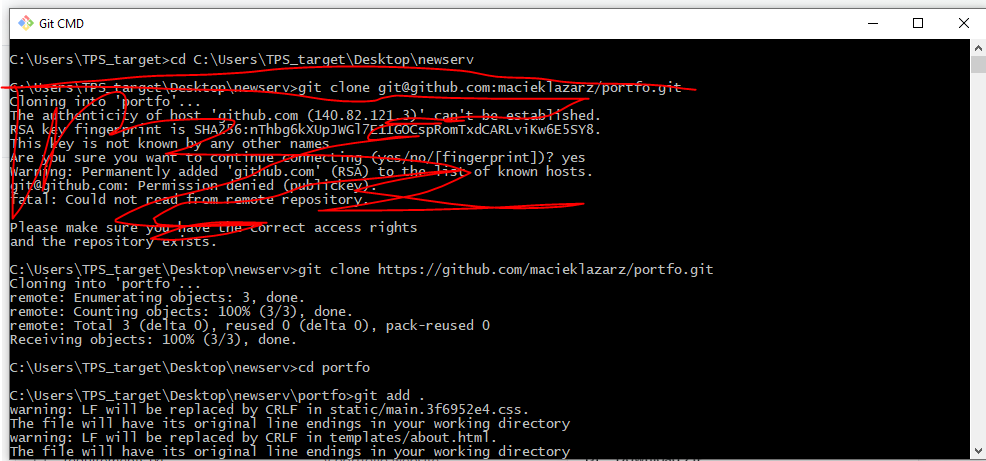 Git CMD
C:\Users\TPS_target>cd C:\Users\TPS_target\Desktop\newserv
C:\Users\TPS_target\Desktop\newserv>git clone git@github.com:macieklazarz/portfo.git
Cloning into 'portfo'...
The authenticity of host 'github.com (140.82.121.3)' can't be established.
RSA key fingerprint is SHA256:nThbg6kXUpJWGl7E1IGOCspRomTxdCARLviKw6E5SY8.
This key is not known by any other names
Are you sure you want to continue connecting (yes/no/[fingerprint])? yes
Warning: Permanently added 'github.com' (RSA) to the list of known hosts.
git@github.com: Permission denied (publickey).
fatal: Could not read from remote repository.
Please make sure you have the correct access rights
and the repository exists.
C:\Users\TPS_target\Desktop\newserv>git clone https://github.com/macieklazarz/portfo.git
Cloning into 'portfo'...
remote: Enumerating objects: 3, done.
remote: Counting objects: 100% (3/3), done.
remote: Total 3 (delta 0), reused 0 (delta 0), pack-reused 0
Receiving objects: 100% (3/3), done.
C:\Users\TPS_target\Desktop\newserv>cd portfo
C:\Users\TPS_target\Desktop\newserv\portfo>git add .
warning: LF will be replaced by CRLF in static/main.3f6952e4.css.
The file will have its original line endings in your working directory
warning: LF will be replaced by CRLF in templates/about.html.
The file will have its original line endings in your working directory